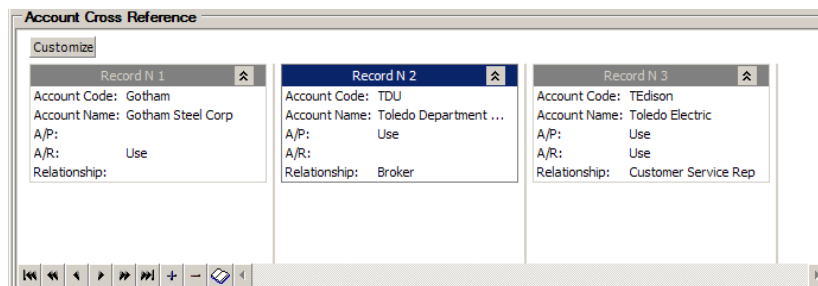 Account Cross Reference
Customize
Record N 1
Account Code: Gotham
Account Name: Gotham Steel Corp
A/P:
A/R: Use
Relationship:
Record N 2
Account Code: TDU
Account Name: Toledo Department ...
A/P: Use
A/R:
Relationship: Broker
Record N 3
Account Code: TEdison
Account Name: Toledo Electric
A/P: Use
A/R: Use
Relationship: Customer Service Rep